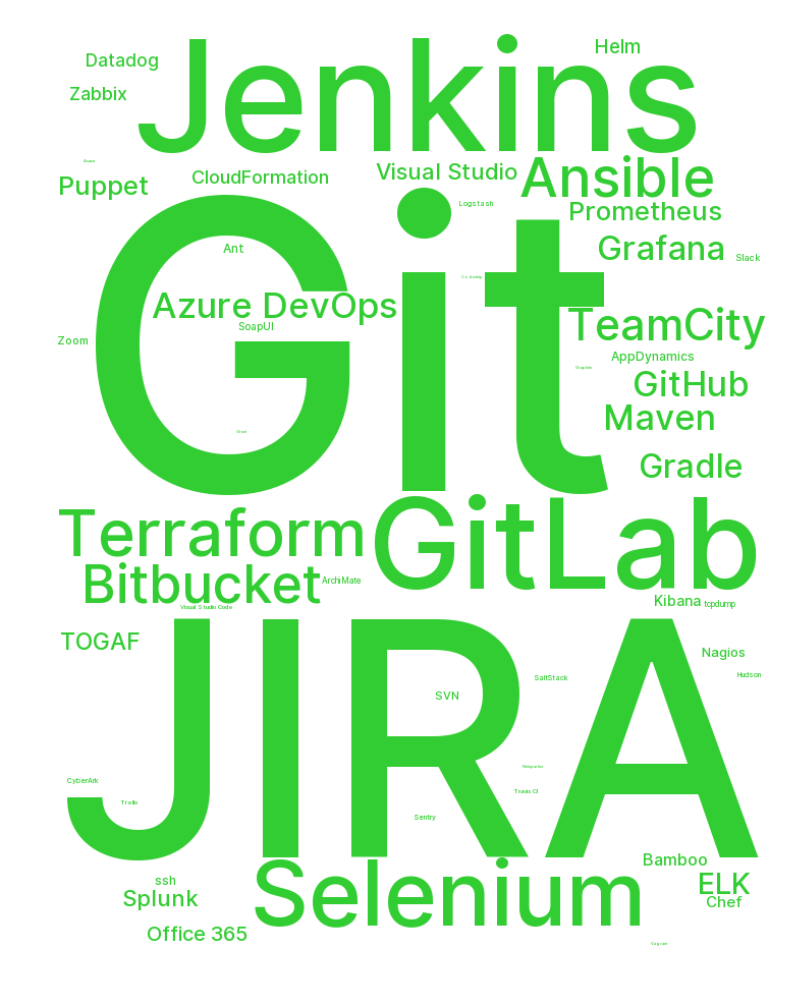 Jenkins
Helm
Datadog
Zabbix
Puppet
CloudFormation
Visual Studio
Ansible
Prometheus
Logstash
Ant
Grafana
Slack
Git
Azure DevOps
SoapUI
Zoom
TeamCity
AppDynamics
GitHub
Maven
Gradle
Terraform
GitLab
Bitbucket
ArchiMate
Visual Studio Code
Kibana
tcpdump
TOGAF
Nagios
Hudson
SaltStack
SVN
JIRA
CyberArk
Trello
Travis CI
Sentry
Bamboo
Selenium
ELK
Chef
ssh
Splunk
Office 365